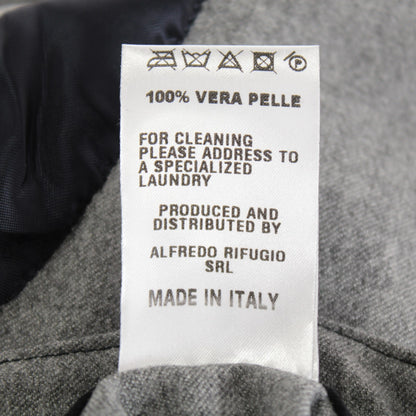 P
100% VERA PELLE
FOR CLEANING
PLEASE ADDRESS TO
A SPECIALIZED
LAUNDRY
PRODUCED AND
DISTRIBUTED BY
ALFREDO RIFUGIO
SRL
MADE IN ITALY